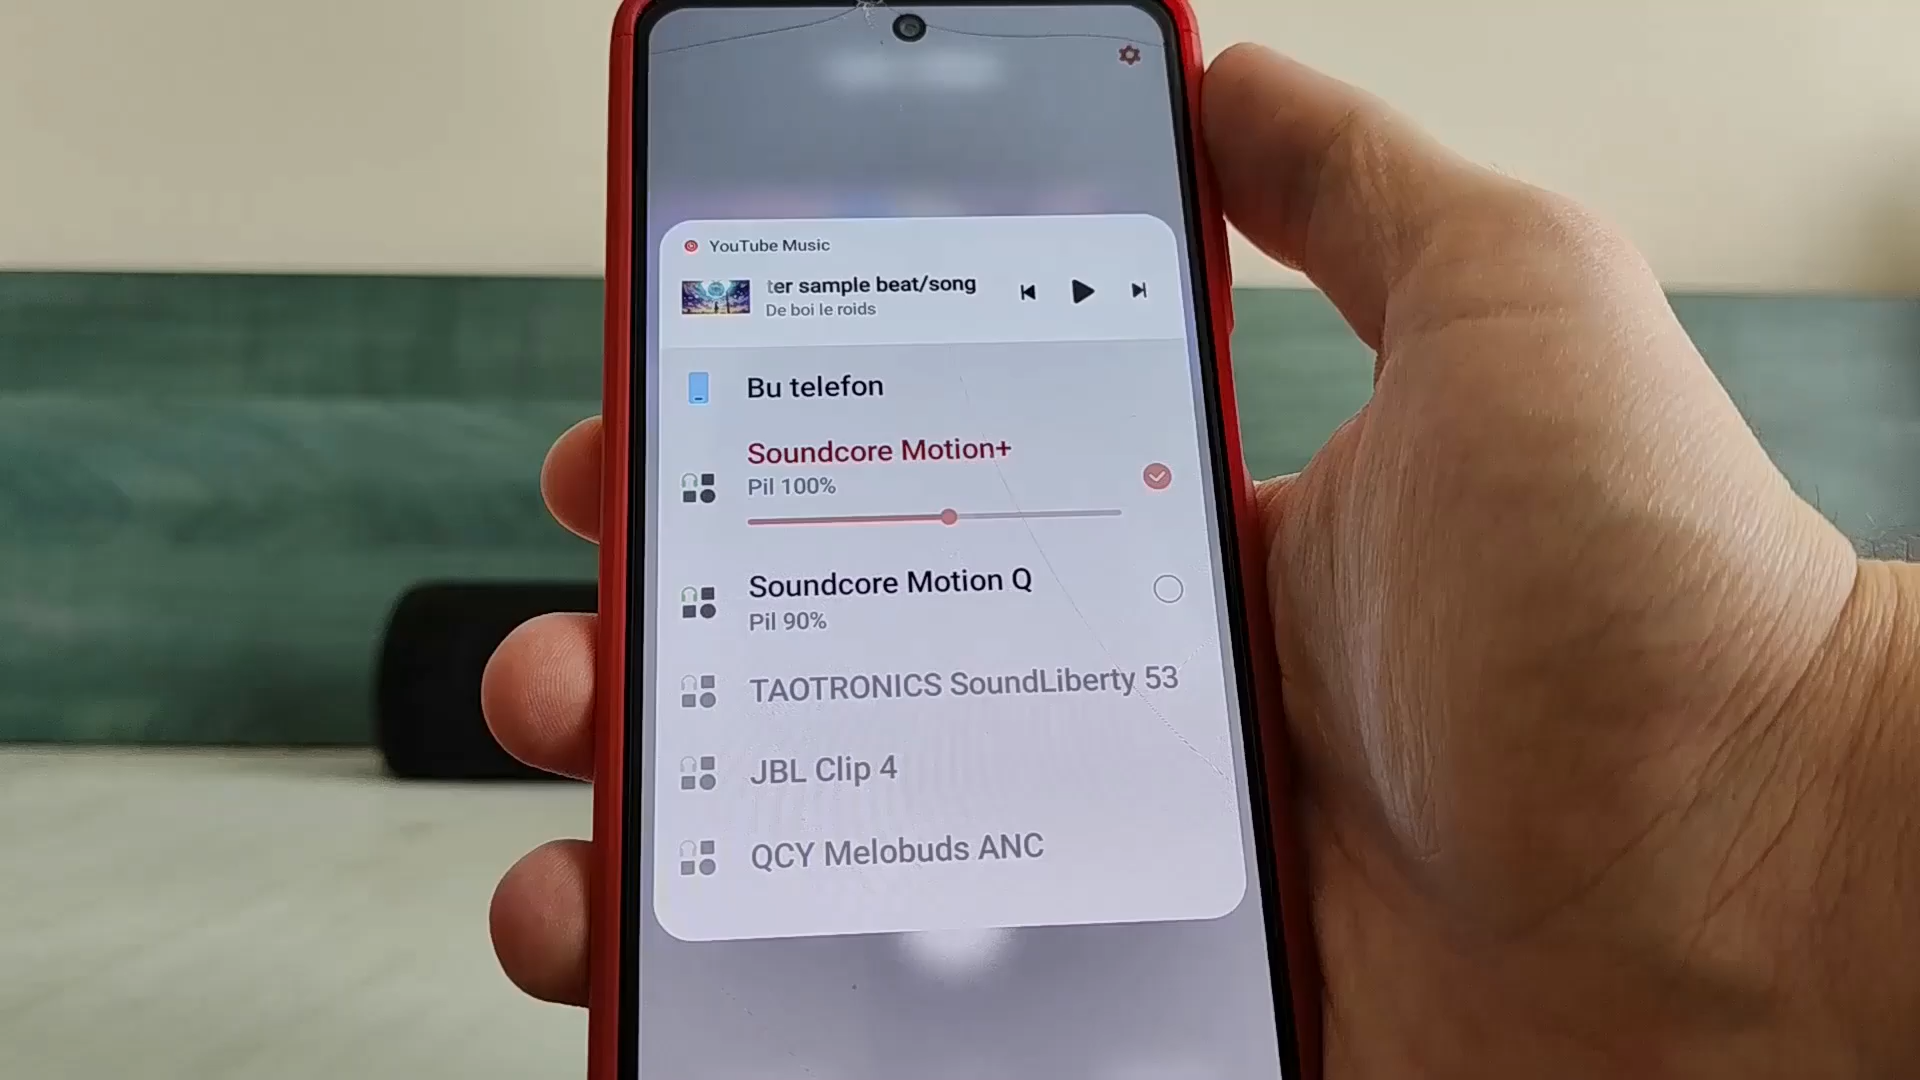 YouTube Music
ter sample beat/song
De boi le roids
Bu telefon
Soundcore Motion+
Pil 100%
Soundcore Motion Q
Pil 90%
TAOTRONICS SoundLiberty 53
JBL Clip 4
QCY Melobuds ANC